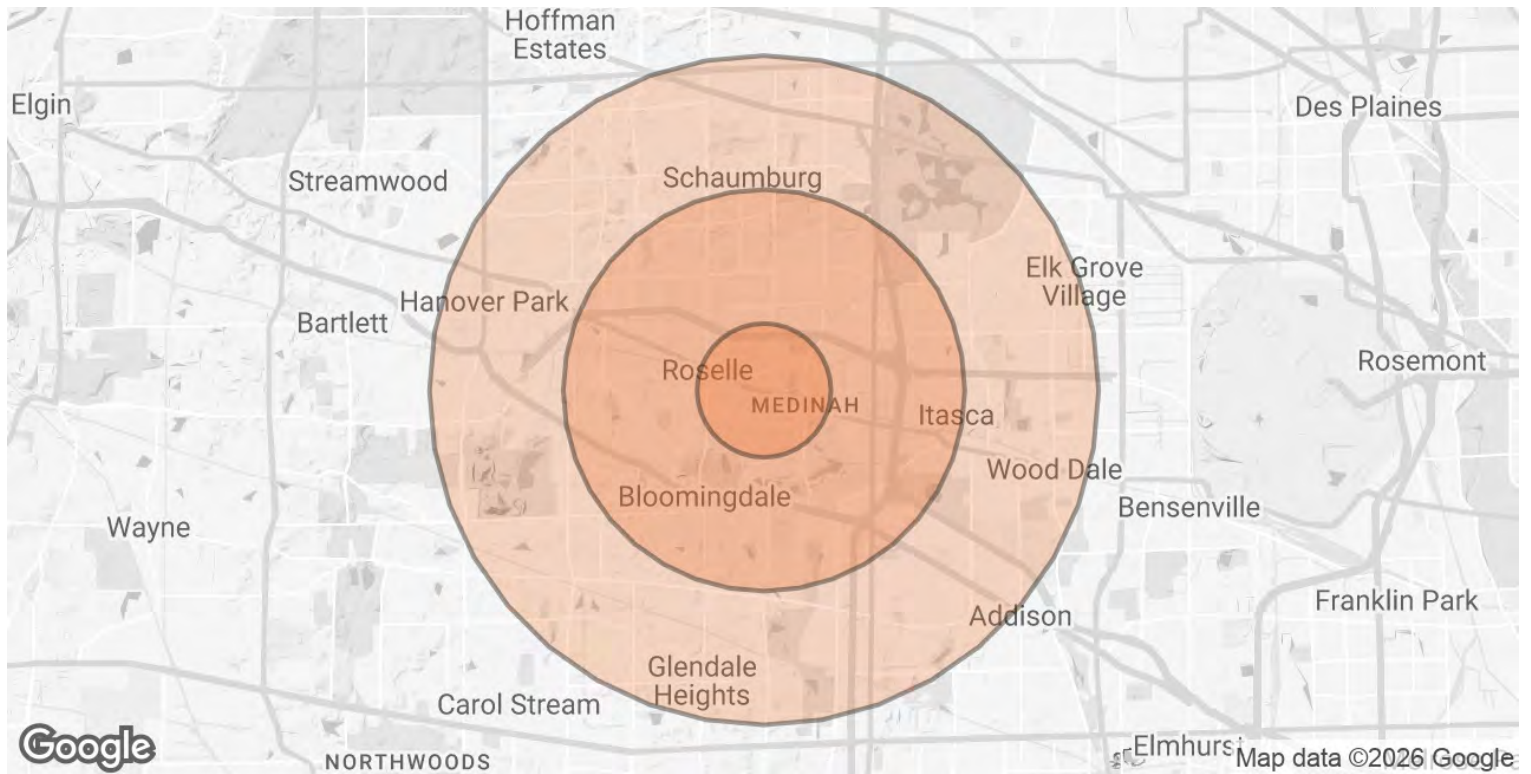 Hoffman
Estates
Elgin
Des Plaines
Streamwood
Schaumburg
Elk Grove
Village
Hanover Park
Bartlett
Rosemont
Roselle
MEDINAH
Itasca
Wood Dale
Bloomingdale
Bensenville
Wayne
Franklin Park
Addison
Glendale
Heights
Carol Stream
Google
NORTHWOODS
Elmhurst
Map data ©2026 Google